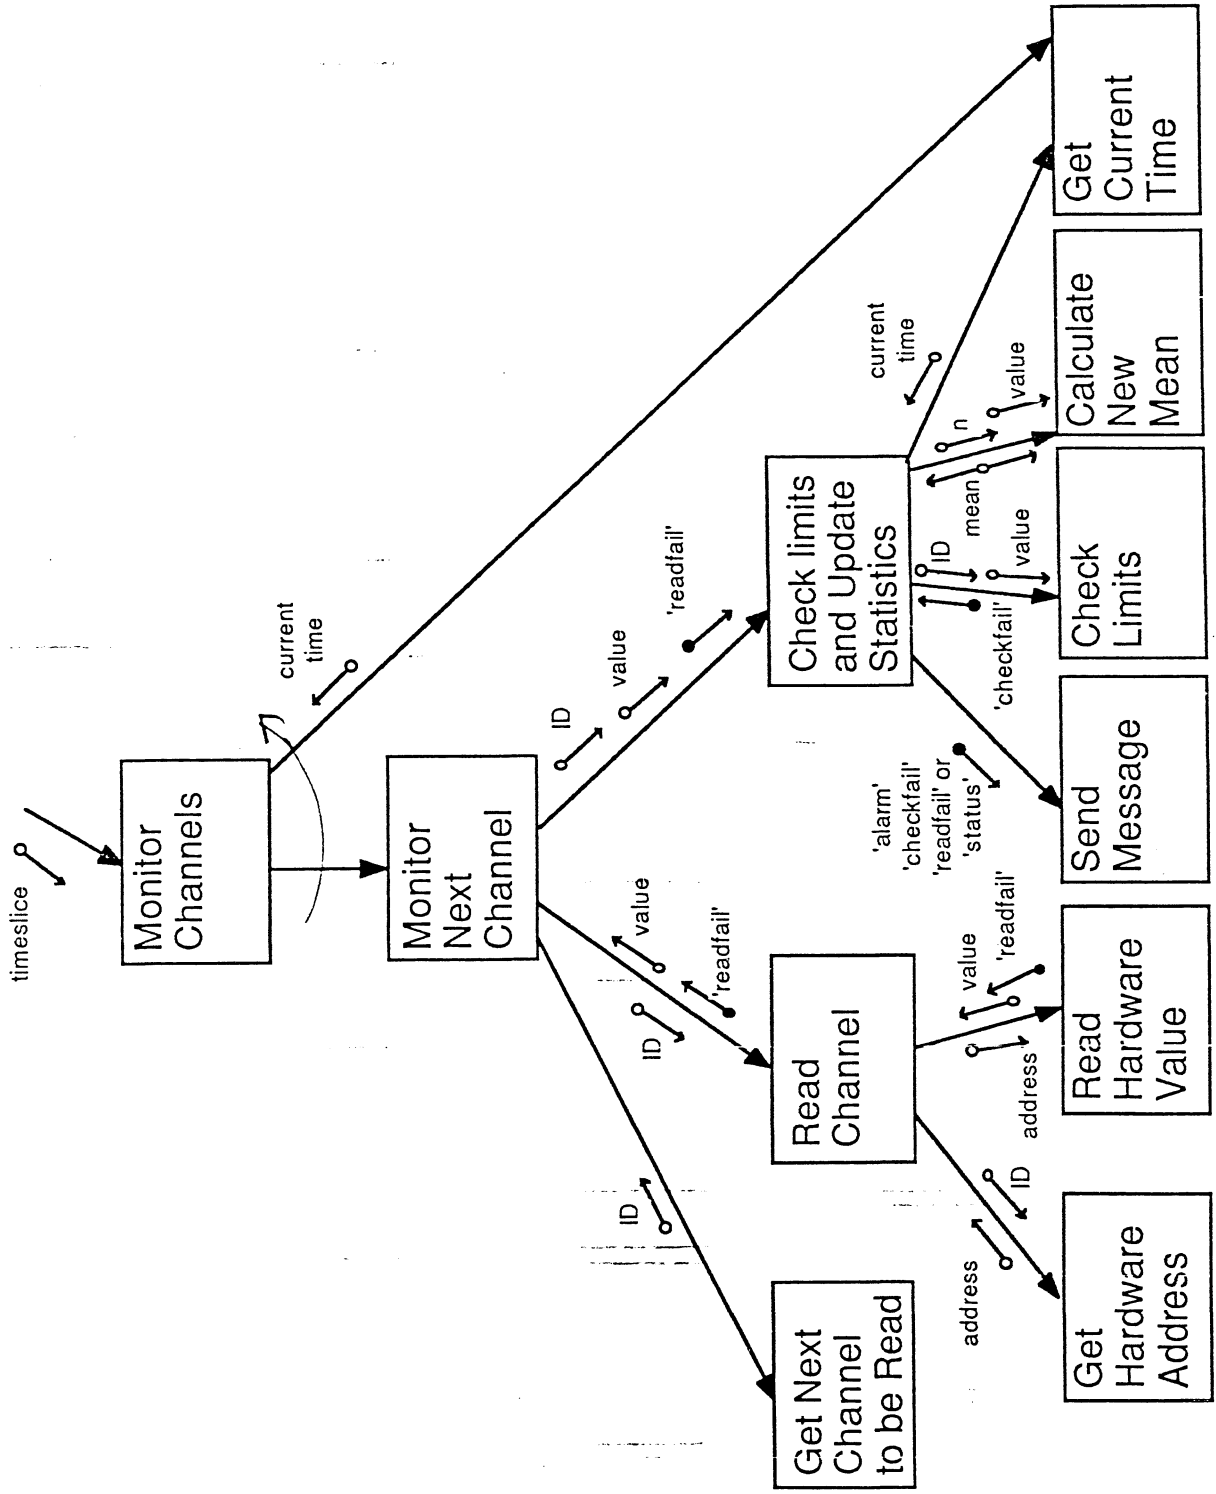 timeslice
Monitor
Channels
current
time
Monitor
Next
Channel
ID
ID
value
'readfail'
ID
value
'readfail'
Get Next
Channel
to be Read
Read
Channel
Check limits
and Update
Statistics
address
ID
address
value
'readfail'
'alarm'
'checkfail'
'readfail' or
'status'
'checkfail'
ID
value
mean
n
value
current
time
Get
Hardware
Address
Read
Hardware
Value
Send
Message
Check
Limits
Calculate
New
Mean
Get
Current
Time